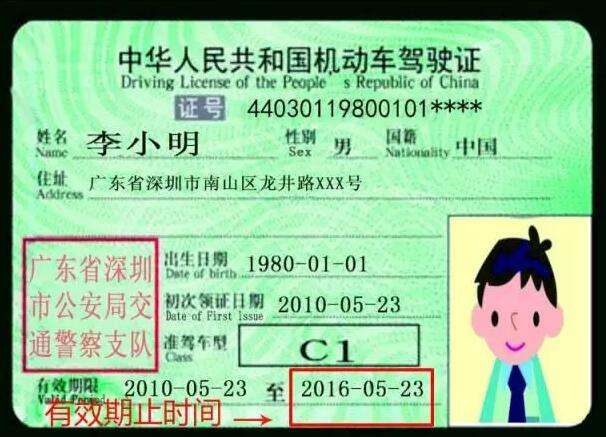 中华人民共和国机动车驾驶证
Driving License of the People's Republic of China
证号 44030119800101****
姓名 Name 李小明 性别 Sex 男 国籍 Nationality 中国
住址 Address 广东省深圳市南山区龙井路XXX号
广东省深圳
市公安局交
通警察支队
出生日期 Date of birth 1980-01-01
初次领证日期 Date of First Issue 2010-05-23
准驾车型 Class C1
有效期限 Valid Period 2010-05-23 至 2016-05-23
有效期止时间 →